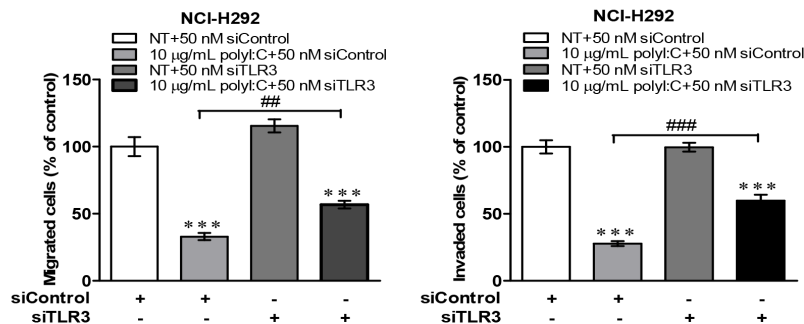 NCI-H292
NT+50 nM siControl
10 µg/mL polyI:C+50 nM siControl
NT+50 nM siTLR3
10 µg/mL polyI:C+50 nM siTLR3
Migrated cells (% of control)
150
100
50
0
##
***
***
siControl + + - -
siTLR3 - - + +
NCI-H292
NT+50 nM siControl
10 µg/mL polyI:C+50 nM siControl
NT+50 nM siTLR3
10 µg/mL polyI:C+50 nM siTLR3
Invaded cells (% of control)
150
100
50
0
###
***
***
siControl + + - -
siTLR3 - - + +